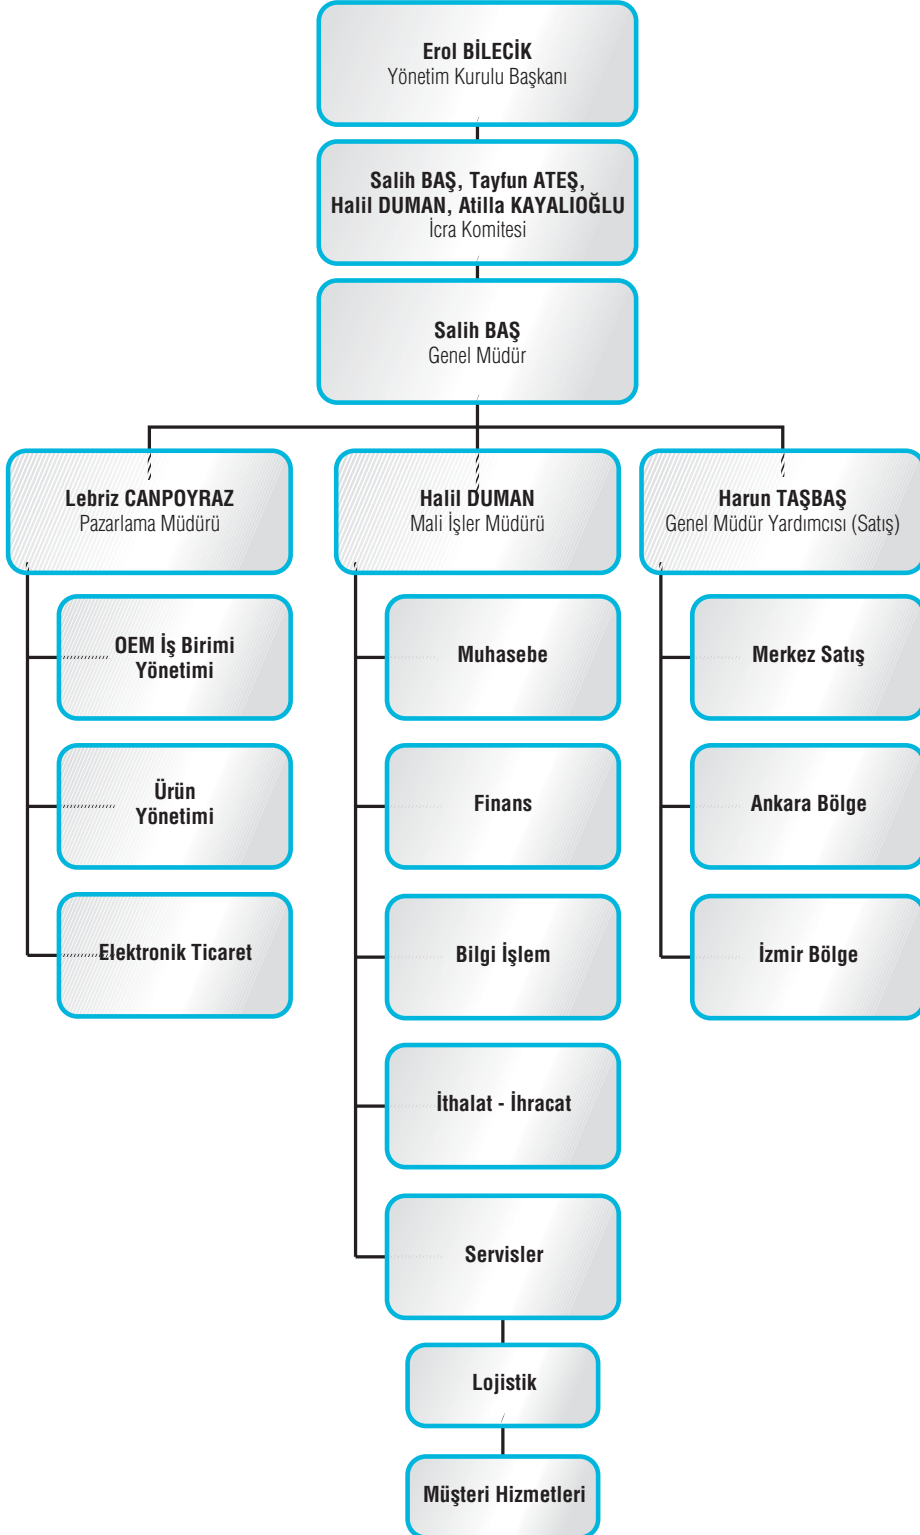 Erol BİLECİK
Yönetim Kurulu Başkanı
Salih BAŞ, Tayfun ATEŞ,
Halil DUMAN, Atilla KAYALIOĞLU
İcra Komitesi
Salih BAŞ
Genel Müdür
Lebriz CANPOYRAZ
Pazarlama Müdürü
OEM İş Birimi
Yönetimi
Ürün
Yönetimi
Elektronik Ticaret
Halil DUMAN
Mali İşler Müdürü
Muhasebe
Finans
Bilgi İşlem
İthalat - İhracat
Servisler
Lojistik
Müşteri Hizmetleri
Harun TAŞBAŞ
Genel Müdür Yardımcısı (Satış)
Merkez Satış
Ankara Bölge
İzmir Bölge